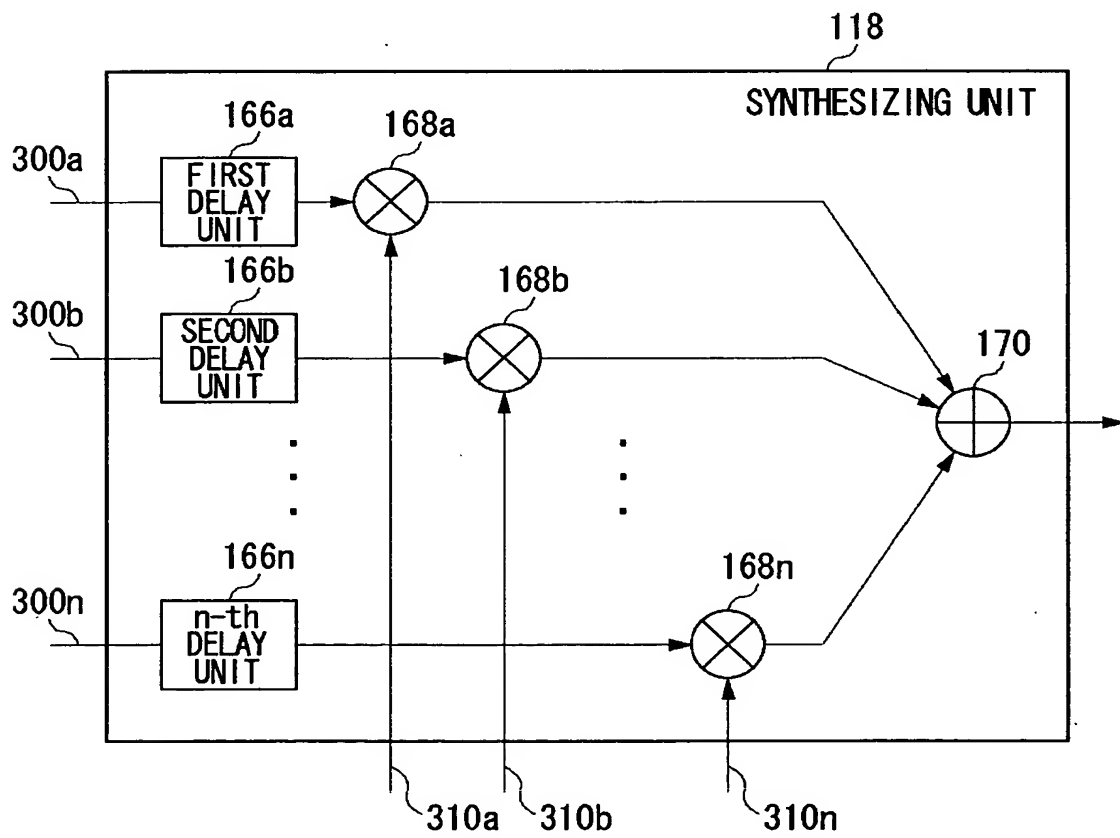 118
SYNTHESIZING UNIT
166a
168a
300a
FIRST
DELAY
UNIT
166b
168b
300b
SECOND
DELAY
UNIT
170
166n
168n
300n
n-th
DELAY
UNIT
310a
310b
310n